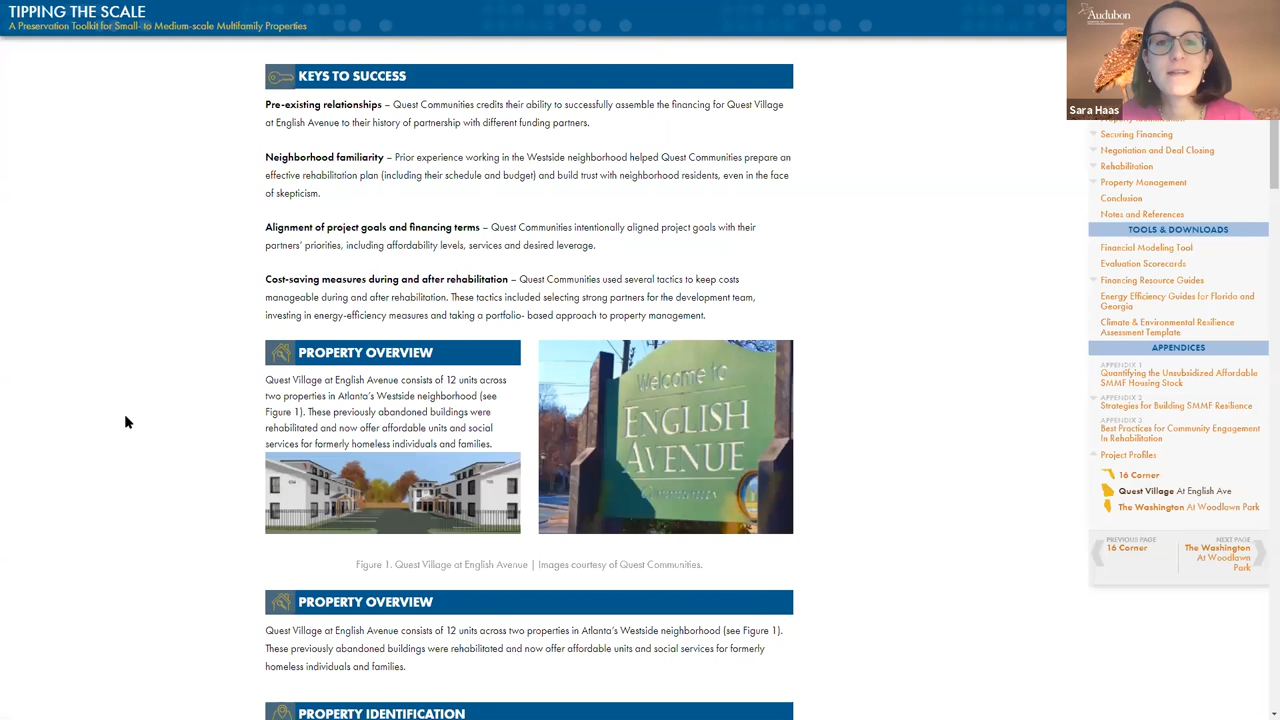 TIPPING THE SCALE
A Preservation Toolkit for Small- to Medium-scale Multifamily Properties
Audubon
Sara Haas
KEYS TO SUCCESS
Pre-existing relationships – Quest Communities credits their ability to successfully assemble the financing for Quest Village
at English Avenue to their history of partnership with different funding partners.
Neighborhood familiarity – Prior experience working in the Westside neighborhood helped Quest Communities prepare an
effective rehabilitation plan (including their schedule and budget) and build trust with neighborhood residents, even in the face
of skepticism.
Alignment of project goals and financing terms – Quest Communities intentionally aligned project goals with their
partners' priorities, including affordability levels, services and desired leverage.
Cost-saving measures during and after rehabilitation – Quest Communities used several tactics to keep costs
manageable during and after rehabilitation. These tactics included selecting strong partners for the development team,
investing in energy-efficiency measures and taking a portfolio- based approach to property management.
PROPERTY OVERVIEW
Quest Village at English Avenue consists of 12 units across
two properties in Atlanta's Westside neighborhood (see
Figure 1). These previously abandoned buildings were
rehabilitated and now offer affordable units and social
services for formerly homeless individuals and families.
Welcome to
ENGLISH
AVENUE
Figure 1. Quest Village at English Avenue | Images courtesy of Quest Communities.
PROPERTY OVERVIEW
Quest Village at English Avenue consists of 12 units across two properties in Atlanta's Westside neighborhood (see Figure 1).
These previously abandoned buildings were rehabilitated and now offer affordable units and social services for formerly
homeless individuals and families.
PROPERTY IDENTIFICATION
Securing Financing
Negotiation and Deal Closing
Rehabilitation
Property Management
Conclusion
Notes and References
TOOLS & DOWNLOADS
Financial Modeling Tool
Evaluation Scorecards
Financing Resource Guides
Energy Efficiency Guides for Florida and
Georgia
Climate & Environmental Resilience
Assessment Template
APPENDICES
APPENDIX 1
Quantifying the Unsubsidized Affordable
SMMF Housing Stock
APPENDIX 2
Strategies for Building SMMF Resilience
APPENDIX 3
Best Practices for Community Engagement
In Rehabilitation
Project Profiles
16 Corner
Quest Village At English Ave
The Washington At Woodlawn Park
PREVIOUS PAGE
16 Corner
NEXT PAGE
The Washington
At Woodlawn
Park